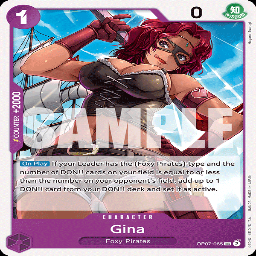 1
0
知
COUNTER +2000
SAMPLE
On Play If your Leader has the {Foxy Pirates} type and the
number of DON!! cards on your field is equal to or less
than the number on your opponent's field, add up to 1
DON!! card from your DON!! deck and set it as active.
CHARACTER
Gina
Foxy Pirates